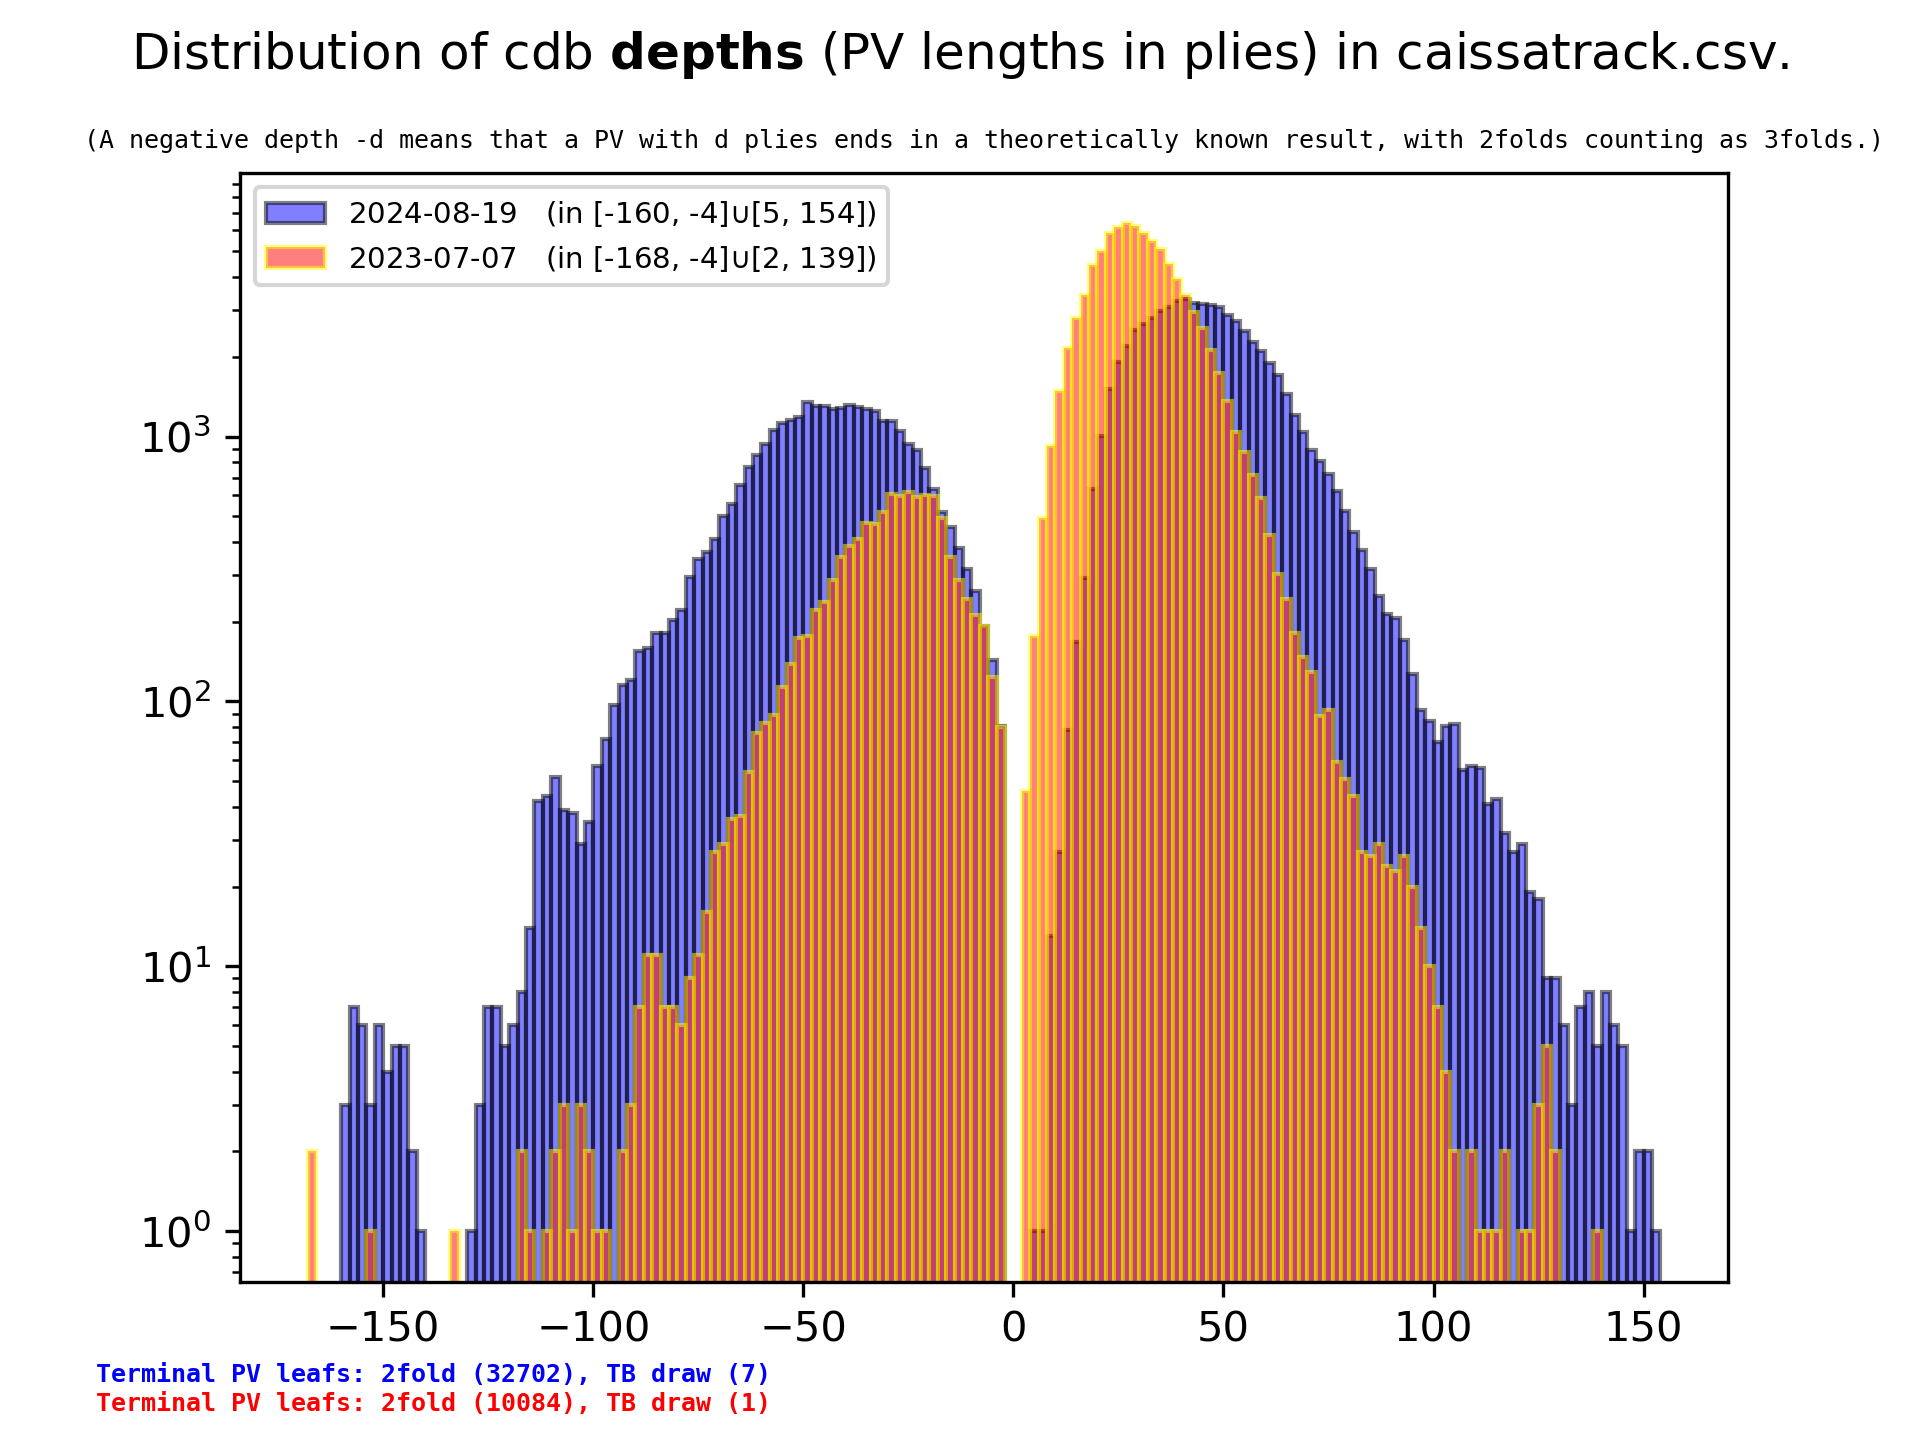 Distribution of cdb depths (PV lengths in plies) in caissatrack.csv.
(A negative depth -d means that a PV with d plies ends in a theoretically known result, with 2folds counting as 3folds.)
2024-08-19 (in [-160, -4]∪[5, 154])
2023-07-07 (in [-168, -4]∪[2, 139])
10³
10²
10¹
10⁰
−150 −100 −50 0 50 100 150
Terminal PV leafs: 2fold (32702), TB draw (7)
Terminal PV leafs: 2fold (10084), TB draw (1)